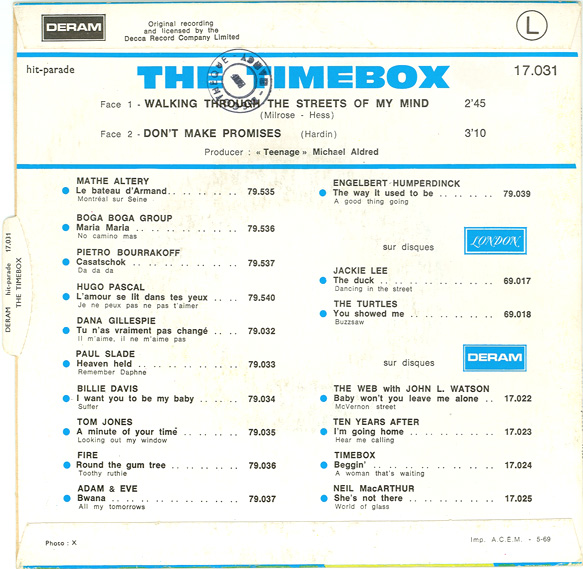 DERAM
Original recording
and licensed by the
Decca Record Company Limited
L
hit-parade
THE TIMEBOX
17.031
Face 1 - WALKING THROUGH THE STREETS OF MY MIND 2'45
(Milrose - Hess)
Face 2 - DON'T MAKE PROMISES (Hardin) 3'10
Producer : « Teenage » Michael Aldred
MATHE ALTERY
Le bateau d'Armand. . . . . . . . 79.535
Montréal sur Seine
BOGA BOGA GROUP
Maria Maria . . . . . . . . . . . 79.536
No camino mas
PIETRO BOURRAKOFF
Casatschok . . . . . . . . . . . 79.537
Da da da
HUGO PASCAL
L'amour se lit dans tes yeux . . . 79.540
Je ne peux pas ne pas t'aimer
DANA GILLESPIE
Tu n'as vraiment pas changé . . 79.032
Il m'aime, il ne m'aime pas
PAUL SLADE
Heaven held . . . . . . . . . . . 79.033
Remember Daphne
BILLIE DAVIS
I want you to be my baby . . . . 79.034
Suffer
TOM JONES
A minute of your time . . . . . . 79.035
Looking out my window
FIRE
Round the gum tree . . . . . . . 79.036
Toothy ruthie
ADAM & EVE
Bwana . . . . . . . . . . . . . . 79.037
All my tomorrows
ENGELBERT HUMPERDINCK
The way it used to be . . . . . . 79.039
A good thing going
sur disques LONDON
JACKIE LEE
The duck . . . . . . . . . . . . 69.017
Dancing in the street
THE TURTLES
You showed me . . . . . . . . . 69.018
Buzzsaw
sur disques DERAM
THE WEB with JOHN L. WATSON
Baby won't you leave me alone . . 17.022
McVernon street
TEN YEARS AFTER
I'm going home . . . . . . . . . 17.023
Hear me calling
TIMEBOX
Beggin' . . . . . . . . . . . . . 17.024
A woman that's waiting
NEIL MacARTHUR
She's not there . . . . . . . . . 17.025
World of glass
DERAM hit-parade 17.031
THE TIMEBOX
Photo : X
Imp. A.C.É.M. - 5-69